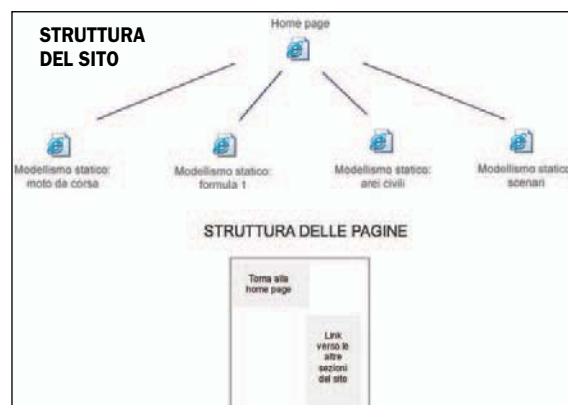 STRUTTURA
DEL SITO
Home page
Modellismo statico:
moto da corsa
Modellismo statico:
formula 1
Modellismo statico:
arei civili
Modellismo statico:
scenari
STRUTTURA DELLE PAGINE
Torna alla
home page
Link
verso le
altre
sezioni
del sito